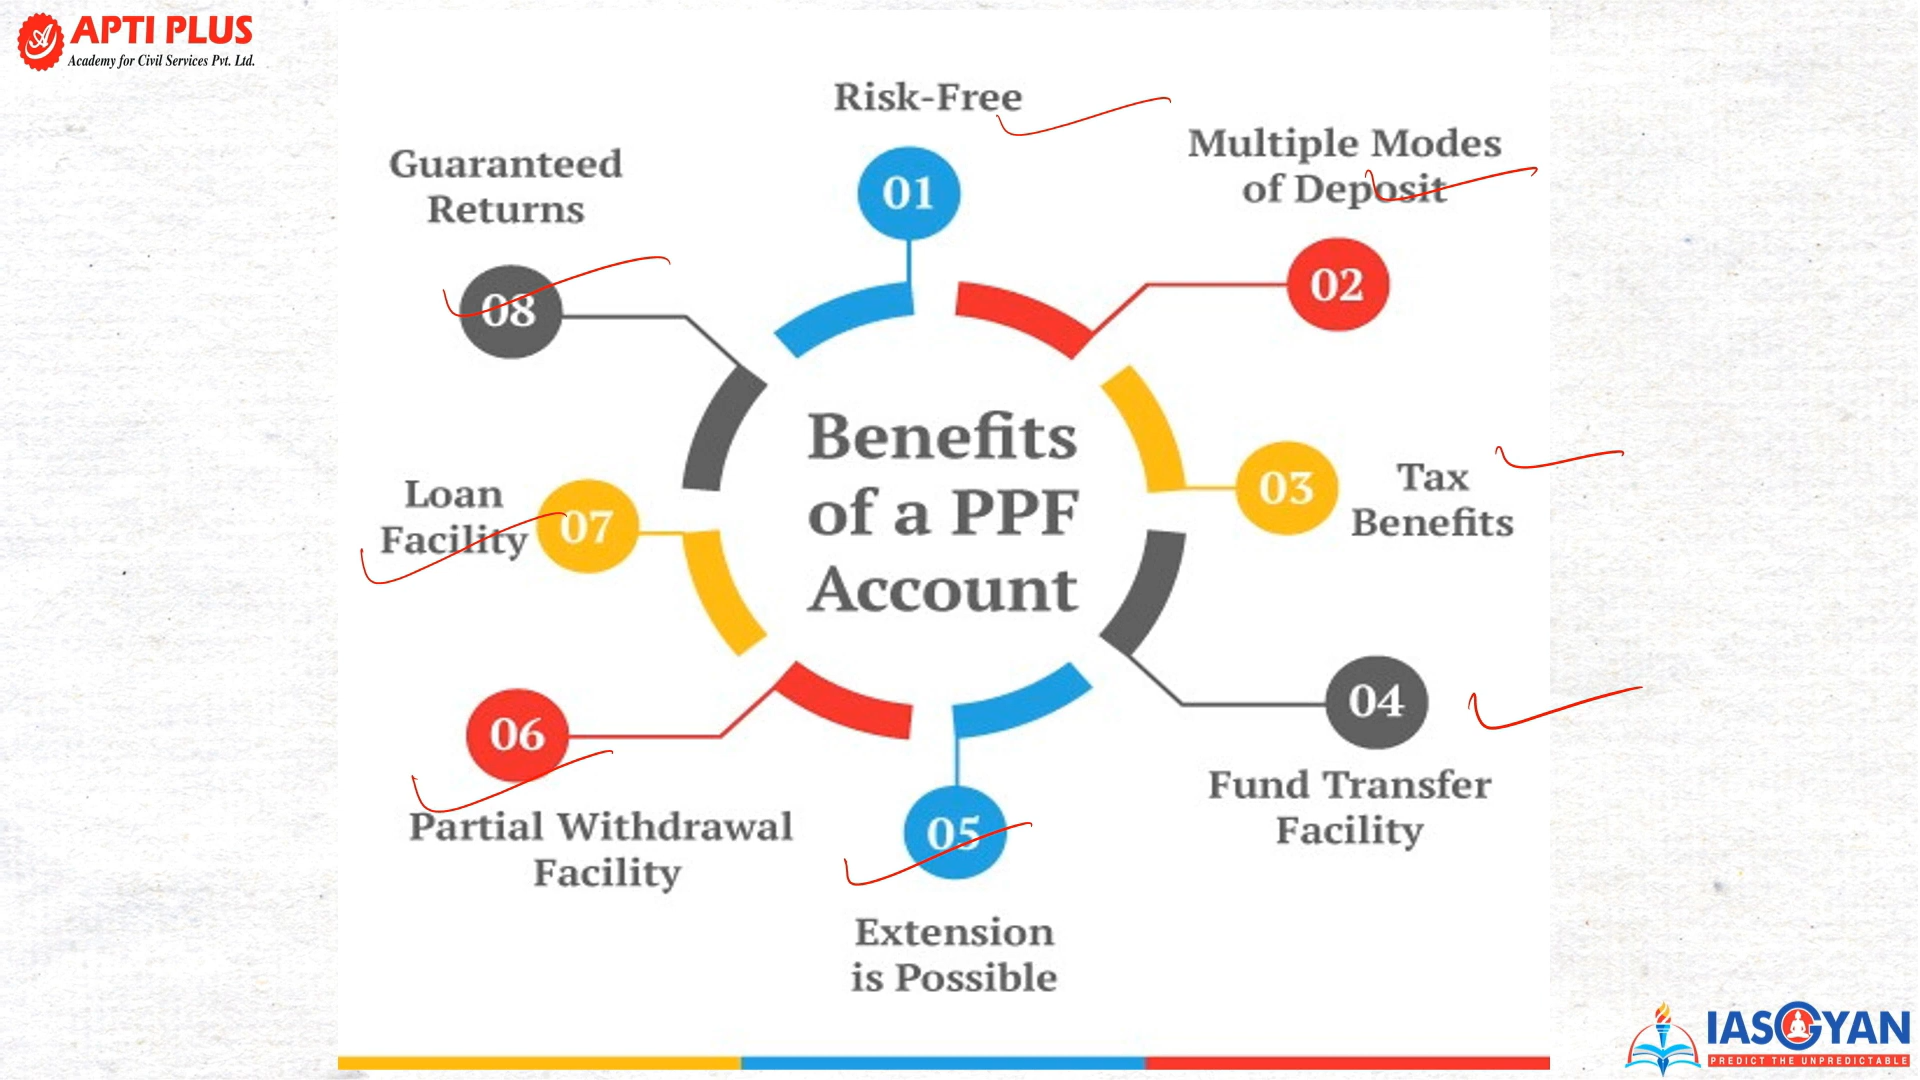 APTI PLUS
Academy for Civil Services Pvt. Ltd.
Risk-Free
01
Multiple Modes
of Deposit
02
03
Tax
Benefits
04
Fund Transfer
Facility
05
Extension
is Possible
06
Partial Withdrawal
Facility
07
Loan
Facility
08
Guaranteed
Returns
Benefits
of a PPF
Account
IASGYAN
PREDICT THE UNPREDICTABLE